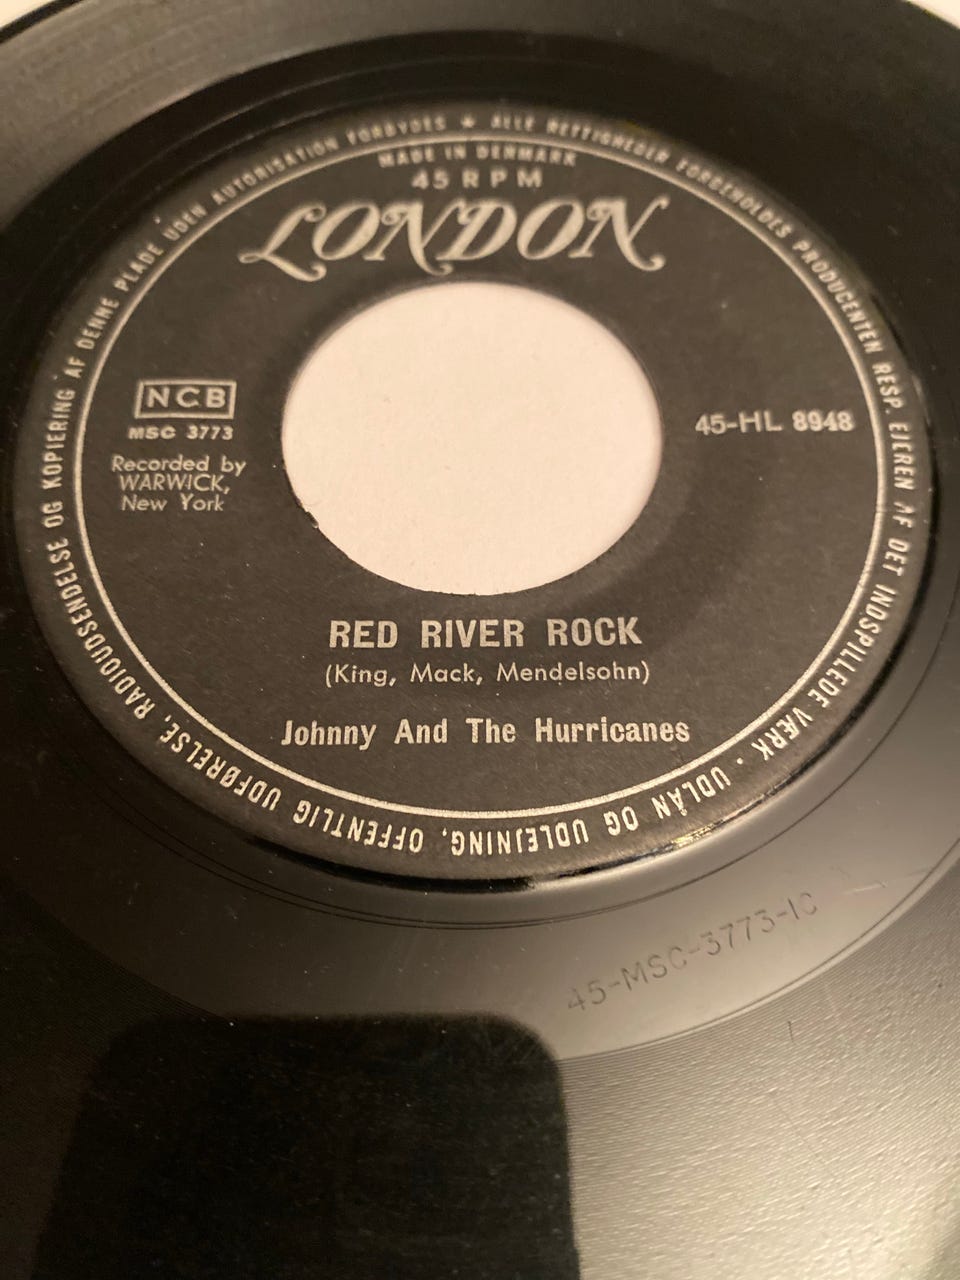 ALLE RETTIGHEDER FORBEHOLDES PRODUCENTEN RESP. EJEREN AF DET INDSPILLEDE VÆRK · UDLÅN OG UDLEJNING, OFFENTLIG UDFØRELSE, RADIOUDSENDELSE OG KOPIERING AF DENNE PLADE UDEN AUTORISATION FORBYDES ★
MADE IN DENMARK
45 RPM
LONDON
NCB
MSC 3773
Recorded by
WARWICK,
New York
45-HL 8948
RED RIVER ROCK
(King, Mack, Mendelsohn)
Johnny And The Hurricanes
45-MSC-3773-1C